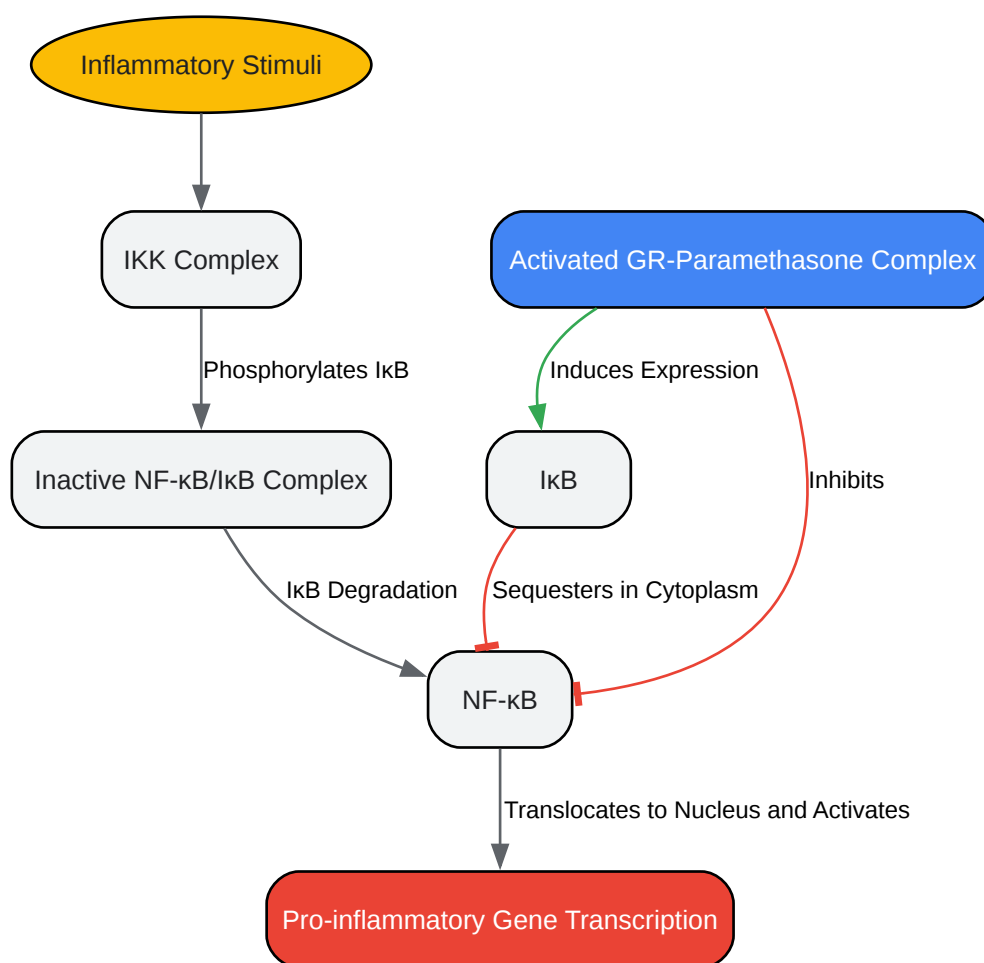 Inflammatory Stimuli
IKK Complex
Activated GR-Paramethasone Complex
Phosphorylates IκB
Induces Expression
Inactive NF-κB/IκB Complex
IκB
Inhibits
IκB Degradation
Sequesters in Cytoplasm
NF-κB
Translocates to Nucleus and Activates
Pro-inflammatory Gene Transcription